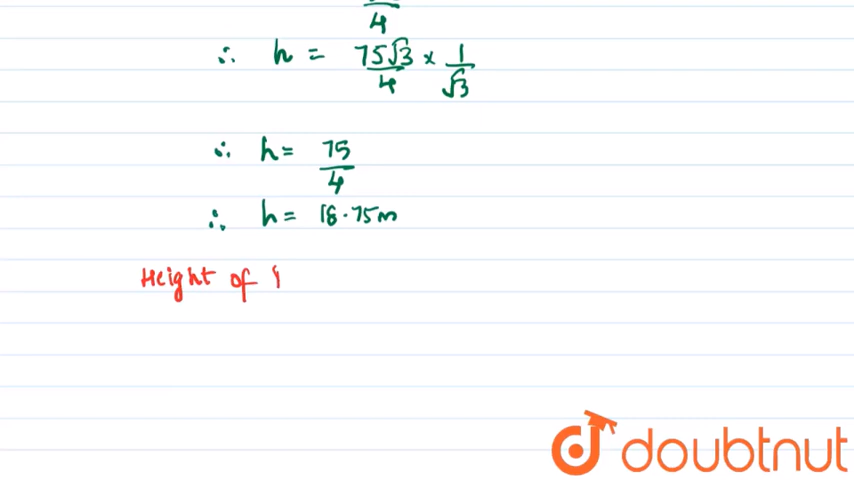 4
∴ h = 75√3/4 × 1/√3
∴ h = 75/4
∴ h = 18.75m
Height of
doubtnut